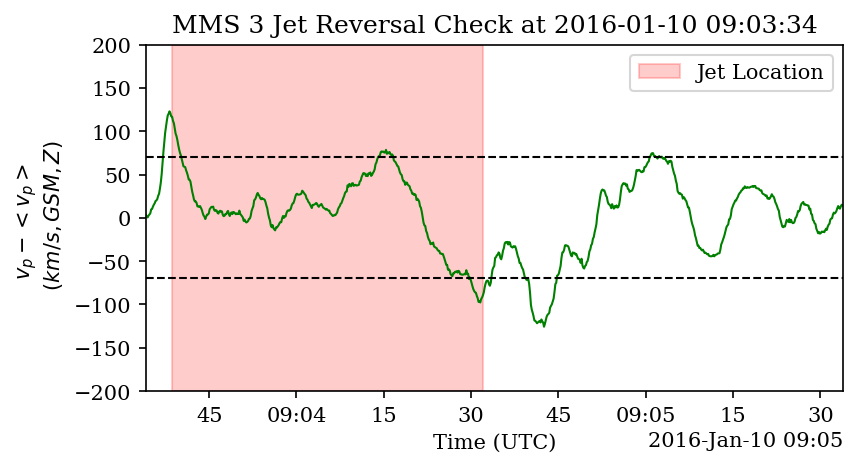 MMS 3 Jet Reversal Check at 2016-01-10 09:03:34
Jet Location
200
150
100
50
0
−50
−100
−150
−200
v_p − < v_p >
(km/s, GSM, Z)
45
09:04
15
30
45
09:05
15
30
Time (UTC)
2016-Jan-10 09:05